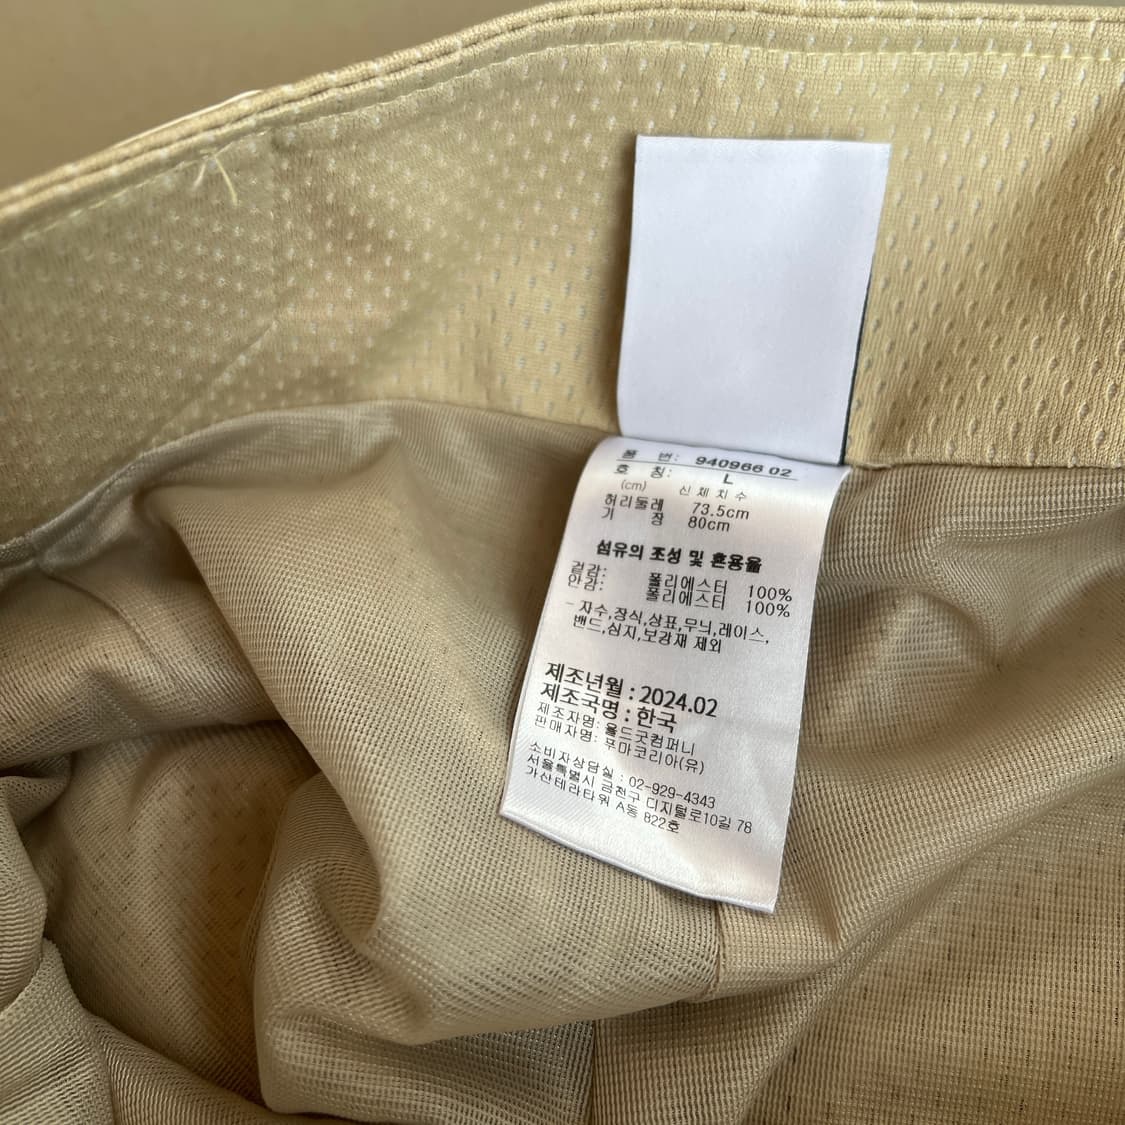 품 번: 940966 02
호 칭: L
(cm) 신체치수
허리둘레 73.5cm
기 장 80cm
섬유의 조성 및 혼용율
겉감: 폴리에스터 100%
안감: 폴리에스터 100%
- 자수,장식,상표,무늬,레이스,
밴드,심지,보강재 제외
제조년월 : 2024.02
제조국명 : 한국
제조자명: 올드굿컴퍼니
판매자명: 푸마코리아(유)
소비자상담실 : 02-929-4343
서울특별시 금천구 디지털로10길 78
가산테라타워 A동 822호